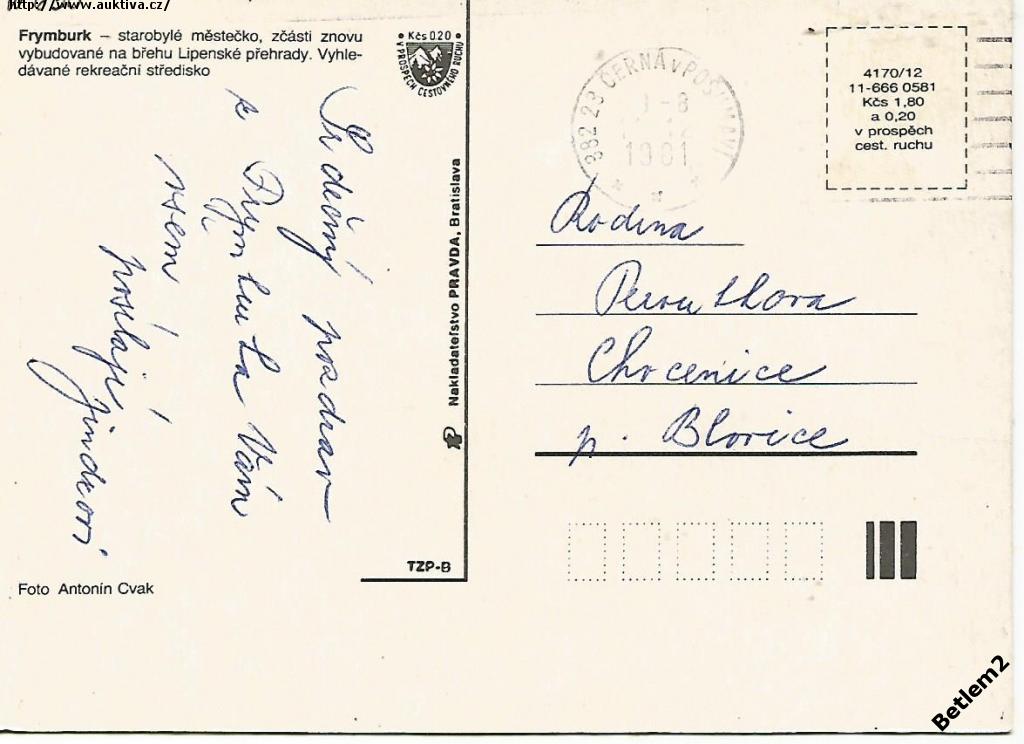 http://www.auktiva.cz/
Frymburk – starobylé městečko, zčásti znovu
vybudované na břehu Lipenské přehrady. Vyhle-
dávané rekreační středisko
• Kčs 0.20 •
V PROSPĚCH CESTOVNÍHO RUCHU
Srdečný pozdrav
z Frymburka Vám
všem
posílají
Jindrovi
Nakladateľstvo PRAVDA, Bratislava
TZP-B
Foto Antonín Cvak
382 23 ČERNÁ v POŠUMAVÍ
1981
4170/12
11-666 0581
Kčs 1,80
a 0,20
v prospěch
cest. ruchu
Rodina
Chocenice
p. Blovice
Betlem2